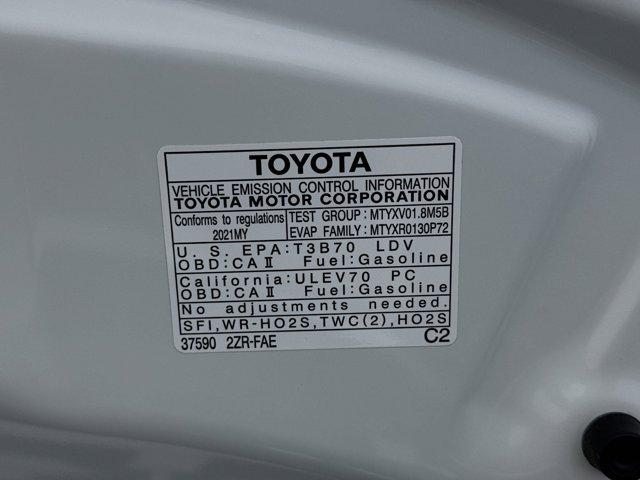 TOYOTA
VEHICLE EMISSION CONTROL INFORMATION
TOYOTA MOTOR CORPORATION
Conforms to regulations
2021MY
TEST GROUP : MTYXV01.8M5B
EVAP FAMILY : MTYXR0130P72
U. S. EPA:T3B70 LDV
OBD:CAⅡ Fuel:Gasoline
California:ULEV70 PC
OBD:CAⅡ Fuel:Gasoline
No adjustments needed.
SFI,WR-HO2S,TWC(2),HO2S
37590 2ZR-FAE C2